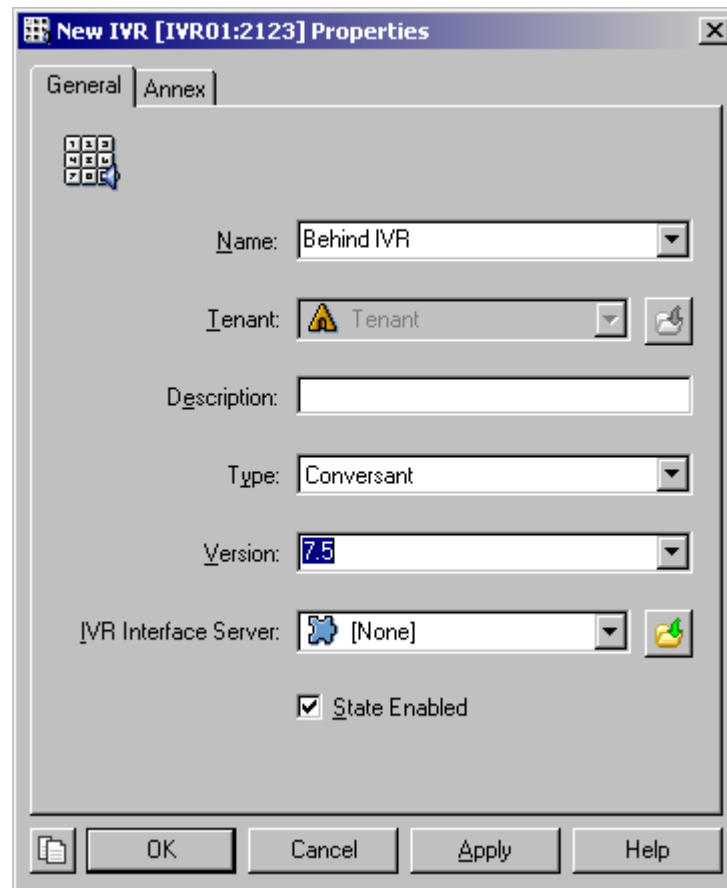 New IVR [IVR01:2123] Properties
General Annex
Name: Behind IVR
Tenant: Tenant
Description:
Type: Conversant
Version: 7.5
IVR Interface Server: [None]
State Enabled
OK Cancel Apply Help